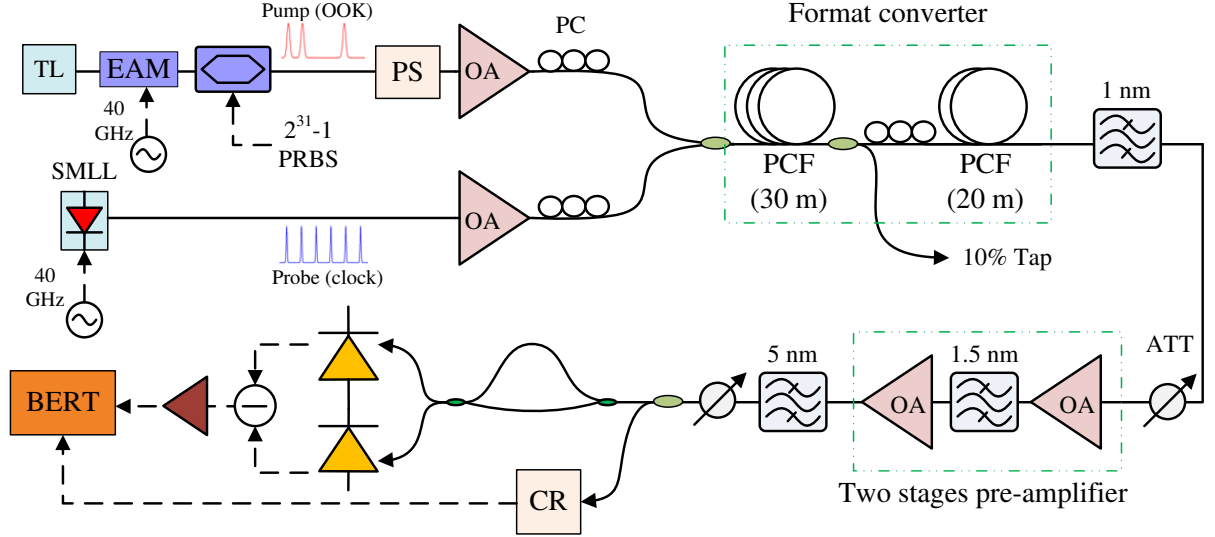 Pump (OOK)
PC
Format converter
TL
EAM
PS
OA
1 nm
40
GHz
2^31-1
PRBS
PCF
(30 m)
PCF
(20 m)
SMLL
OA
10% Tap
40
GHz
Probe (clock)
ATT
5 nm
1.5 nm
BERT
OA
OA
CR
Two stages pre-amplifier